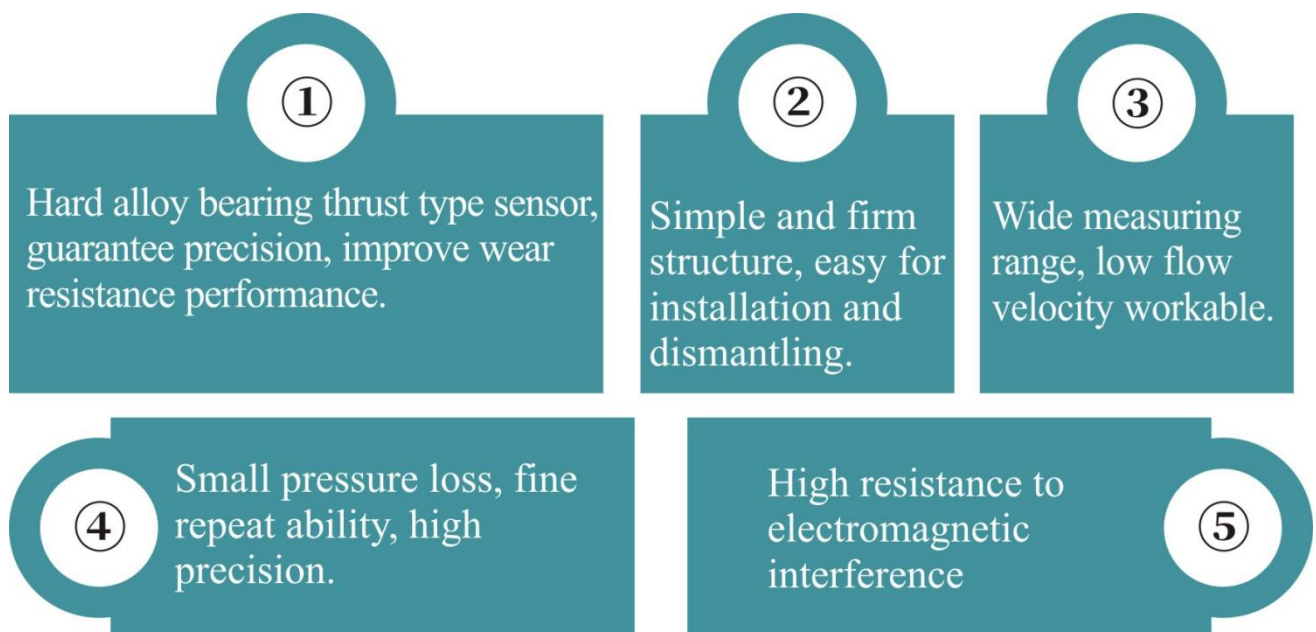 ①
Hard alloy bearing thrust type sensor,
guarantee precision, improve wear
resistance performance.
②
Simple and firm
structure, easy for
installation and
dismantling.
③
Wide measuring
range, low flow
velocity workable.
④
Small pressure loss, fine
repeat ability, high
precision.
⑤
High resistance to
electromagnetic
interference